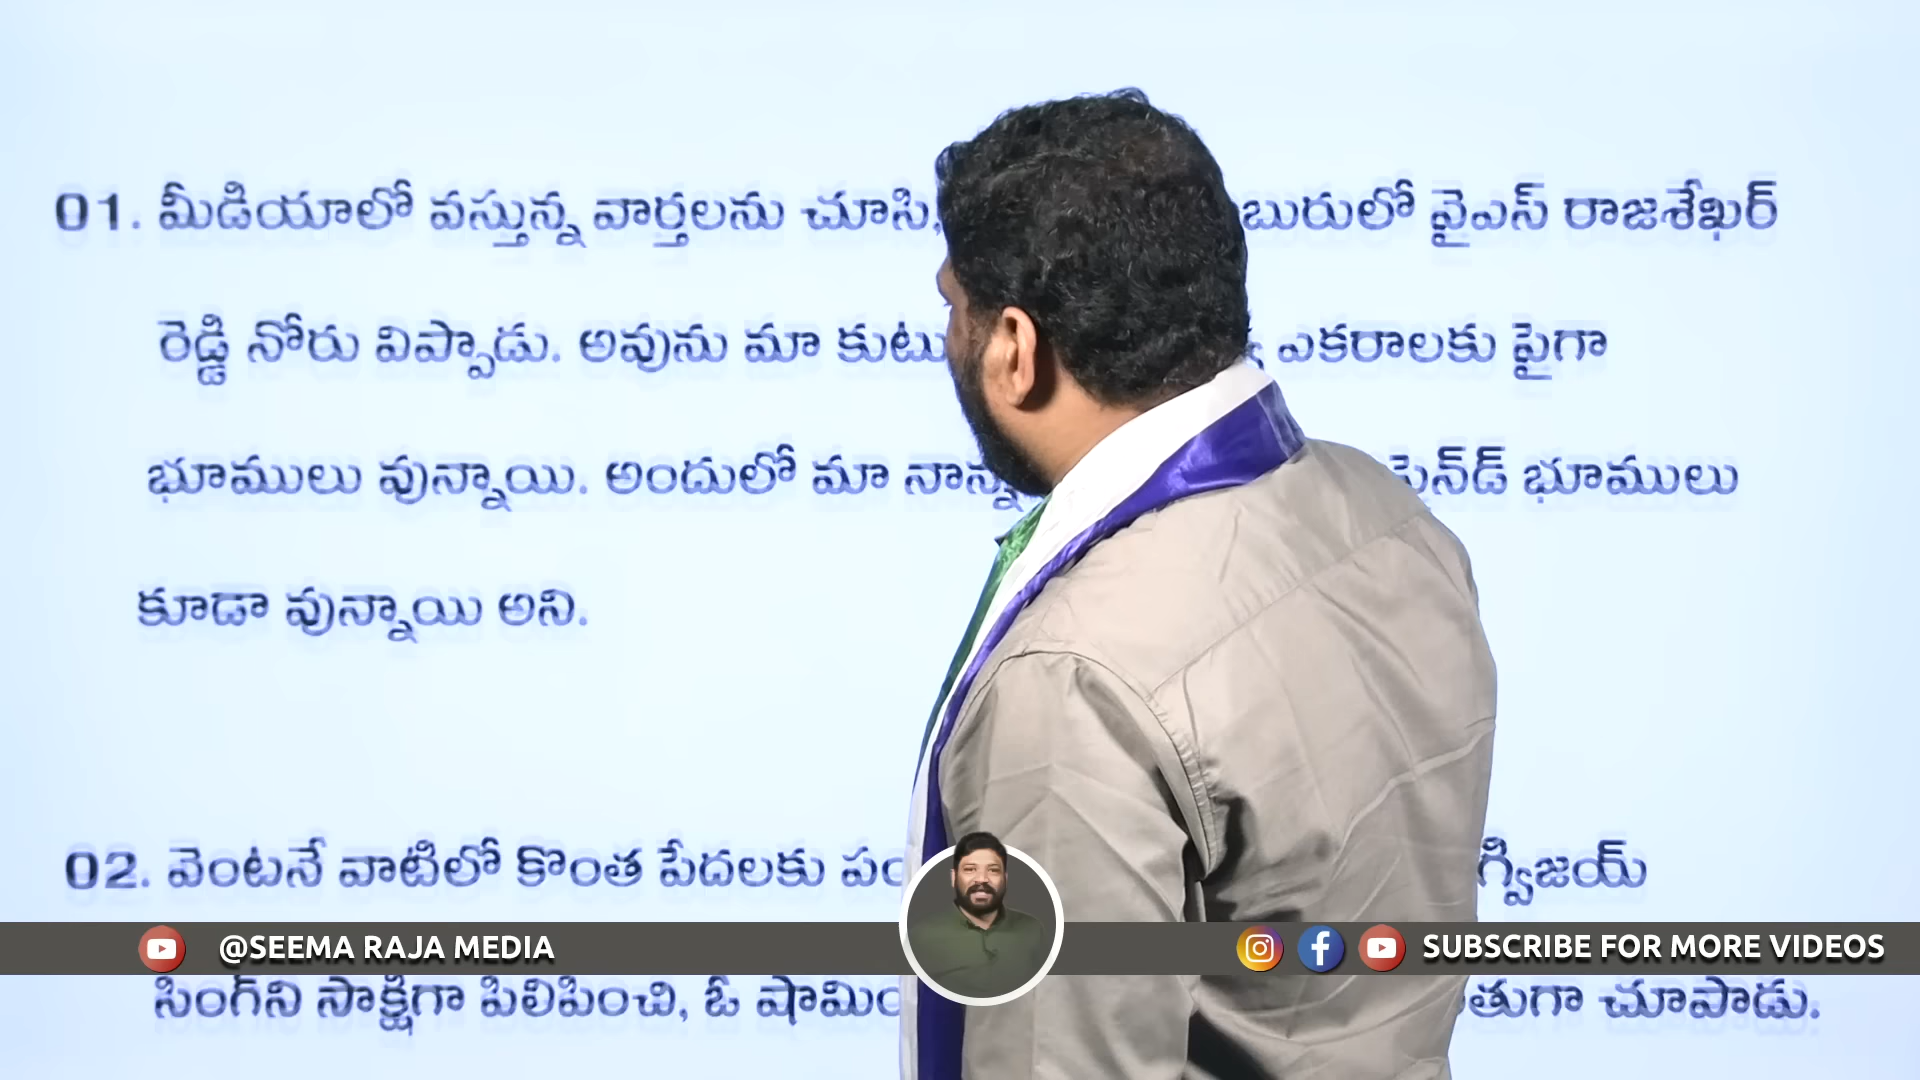 01. మీడియాలో వస్తున్న వార్తలను చూసి, బురులో వైఎస్ రాజశేఖర్
రెడ్డి నోరు విప్పాడు. అవును మా కుటు ఎకరాలకు పైగా
భూములు వున్నాయి. అందులో మా నాన్న సైన్‌డ్ భూములు
కూడా వున్నాయి అని.
02. వెంటనే వాటిలో కొంత పేదలకు పం గ్విజయ్
@SEEMA RAJA MEDIA SUBSCRIBE FOR MORE VIDEOS
సింగ్‌ని సాక్షిగా పిలిపించి, ఓ షామిం తుగా చూపాడు.